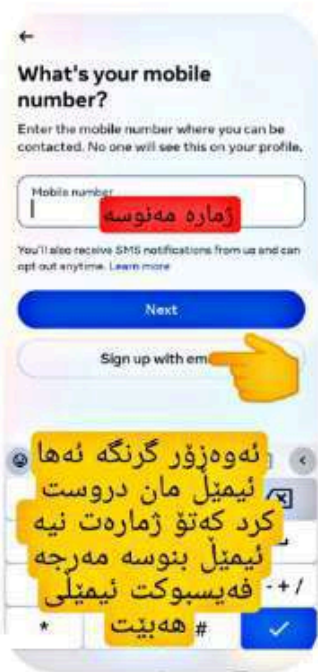 What's your mobile
number?
Enter the mobile number where you can be
contacted. No one will see this on your profile.
Mobile number
ژمارە مەنوسە
You'll also receive SMS notifications from us and can
opt out anytime. Learn more
Next
Sign up with em
ئەوەزۆر گرنگە ئەها
ئیمێڵ مان دروست
کرد کەتۆ ژمارەت نیە
ئیمێڵ بنوسە مەرجە
فەیسبوکت ئیمێڵی
هەبێت
- + /
* #